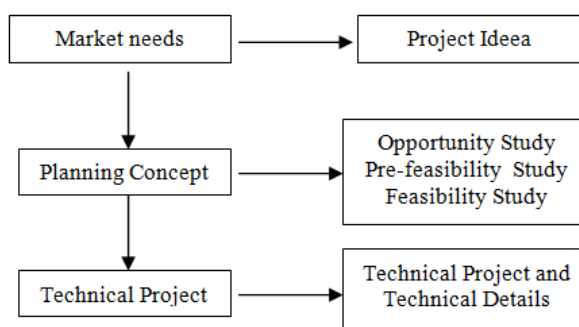 Market needs
Project Ideea
Planning Concept
Opportunity Study
Pre-feasibility Study
Feasibility Study
Technical Project
Technical Project and
Technical Details